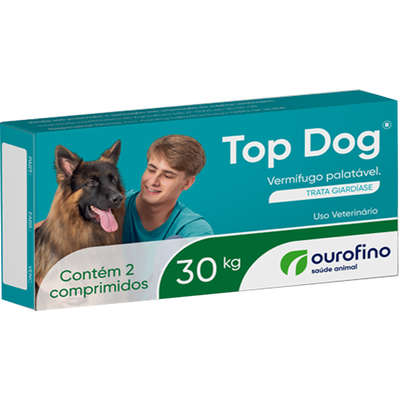 Top Dog®
Vermífugo palatável.
TRATA GIARDÍASE
Uso Veterinário
Contém 2
comprimidos
30 kg
ourofino
saúde animal